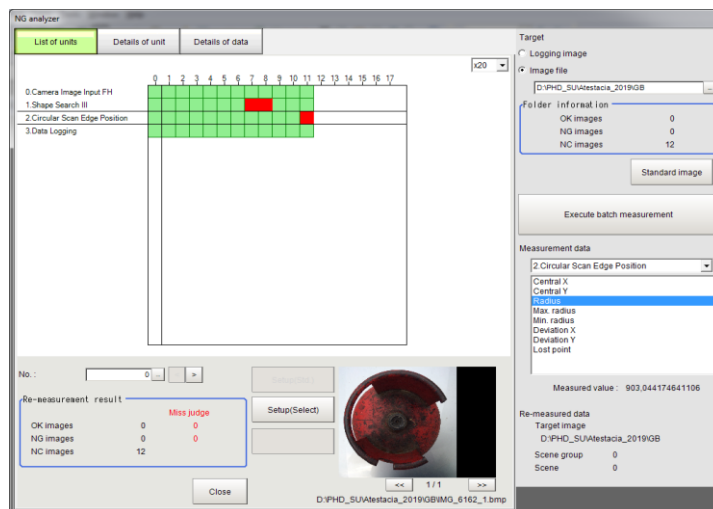 NG analyzer
List of units
Details of unit
Details of data
x20
0 1 2 3 4 5 6 7 8 9 10 11 12 13 14 15 16 17
0.Camera Image Input FH
1.Shape Search III
2.Circular Scan Edge Position
3.Data Logging
No. :
0
...
>
Re-measurement result
Miss judge
OK images 0 0
NG images 0 0
NC images 12
Setup(Select)
Close
<< 1 / 1 >>
D:\PHD_SU\Atestacia_2019\GB\IMG_6162_1.bmp
Target
Logging image
Image file
D:\PHD_SU\Atestacia_2019\GB
...
Folder information
OK images 0
NG images 0
NC images 12
Standard image
Execute batch measurement
Measurement data
2.Circular Scan Edge Position
Central X
Central Y
Radius
Max. radius
Min. radius
Deviation X
Deviation Y
Lost point
Measured value : 903,044174641106
Re-measured data
Target image
D:\PHD_SU\Atestacia_2019\GB
Scene group 0
Scene 0